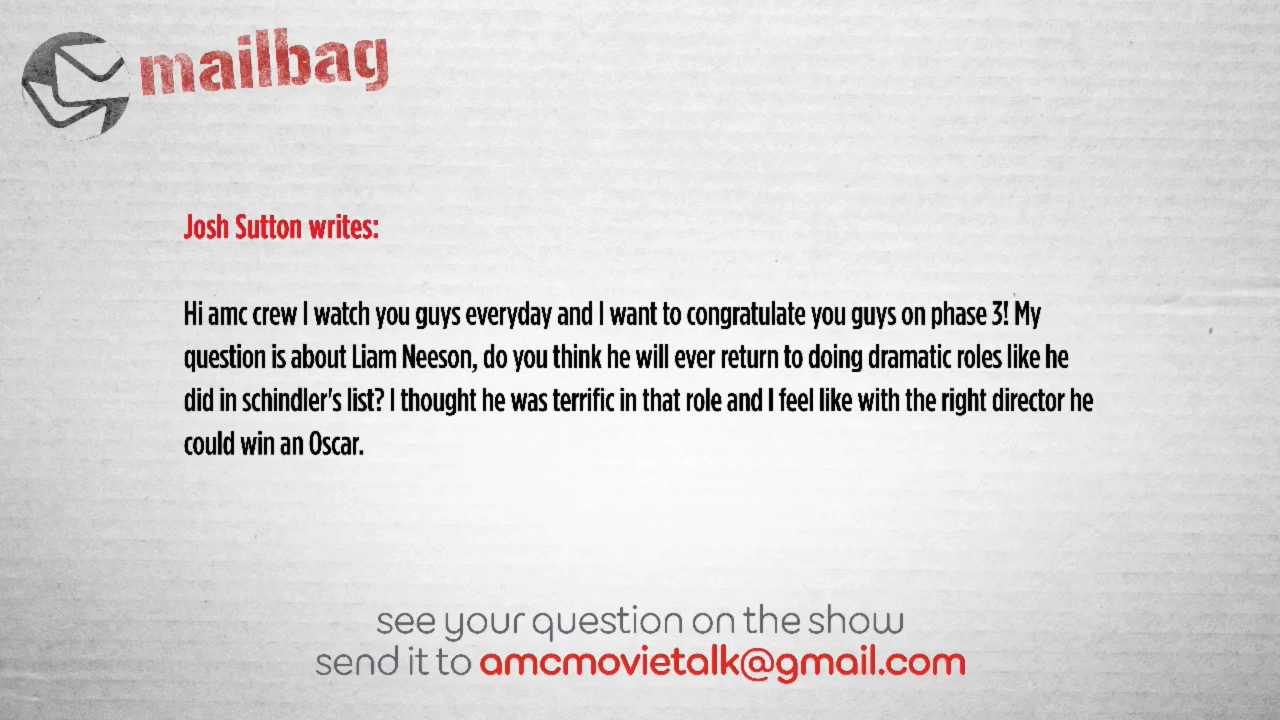 mailbag
Josh Sutton writes:
Hi amc crew I watch you guys everyday and I want to congratulate you guys on phase 3! My
question is about Liam Neeson, do you think he will ever return to doing dramatic roles like he
did in schindler's list? I thought he was terrific in that role and I feel like with the right director he
could win an Oscar.
see your question on the show
send it to amcmovietalk@gmail.com